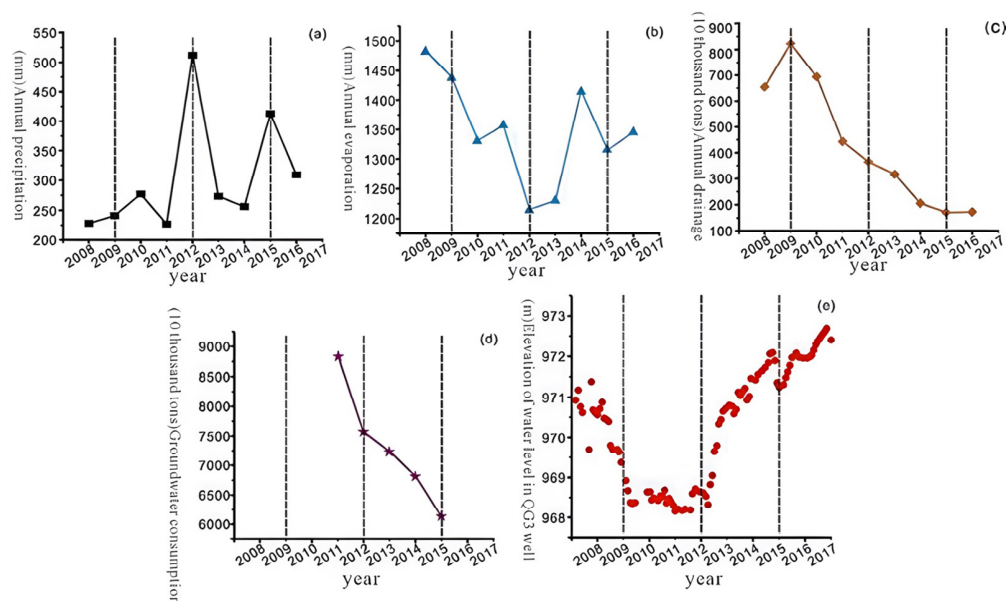 (a)
(mm)Annual precipitation
550
500
450
400
350
300
250
200
2008 2009 2010 2011 2012 2013 2014 2015 2016 2017
year
(b)
(mm)Annual evaporation
1500
1450
1400
1350
1300
1250
1200
2008 2009 2010 2011 2012 2013 2014 2015 2016 2017
year
(C)
(10 thousand tons)Annual drainage
900
800
700
600
500
400
300
200
100
2008 2009 2010 2011 2012 2013 2014 2015 2016 2017
year
(d)
(10 thousand tons)Groundwater consumption
9000
8500
8000
7500
7000
6500
6000
2008 2009 2010 2011 2012 2013 2014 2015 2016 2017
year
(e)
(m)Elevation of water level in QG3 well
973
972
971
970
969
968
2008 2009 2010 2011 2012 2013 2014 2015 2016 2017
year